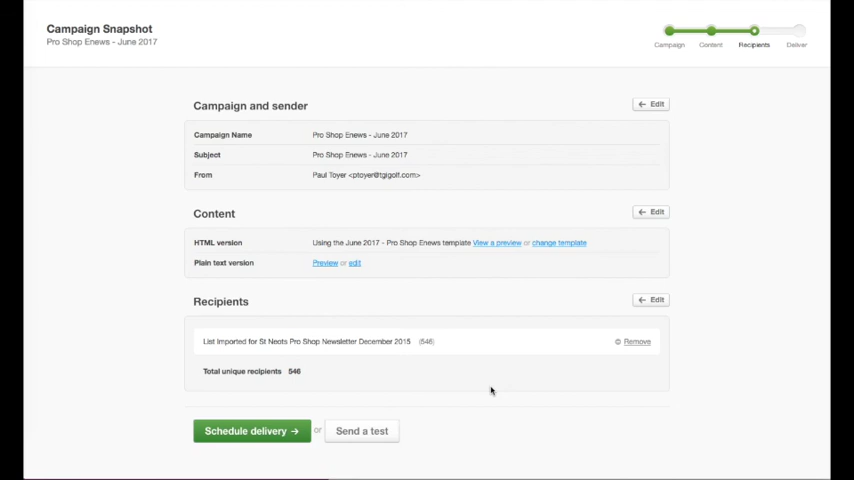 Campaign Snapshot
Pro Shop Enews - June 2017
Campaign Content Recipients Deliver
Campaign and sender
← Edit
Campaign Name Pro Shop Enews - June 2017
Subject Pro Shop Enews - June 2017
From Paul Toyer <ptoyer@tgigolf.com>
Content
← Edit
HTML version Using the June 2017 - Pro Shop Enews template View a preview or change template
Plain text version Preview or edit
Recipients
← Edit
List Imported for St Neots Pro Shop Newsletter December 2015 (546) Remove
Total unique recipients 546
Schedule delivery → or Send a test